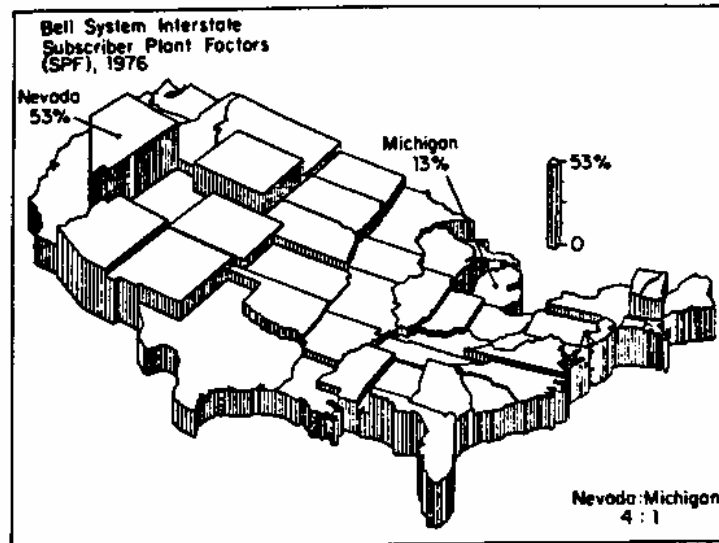 Bell System Interstate
Subscriber Plant Factors
(SPF), 1976
Nevada
53%
Michigan
13%
53%
0
Nevada:Michigan
4 : 1